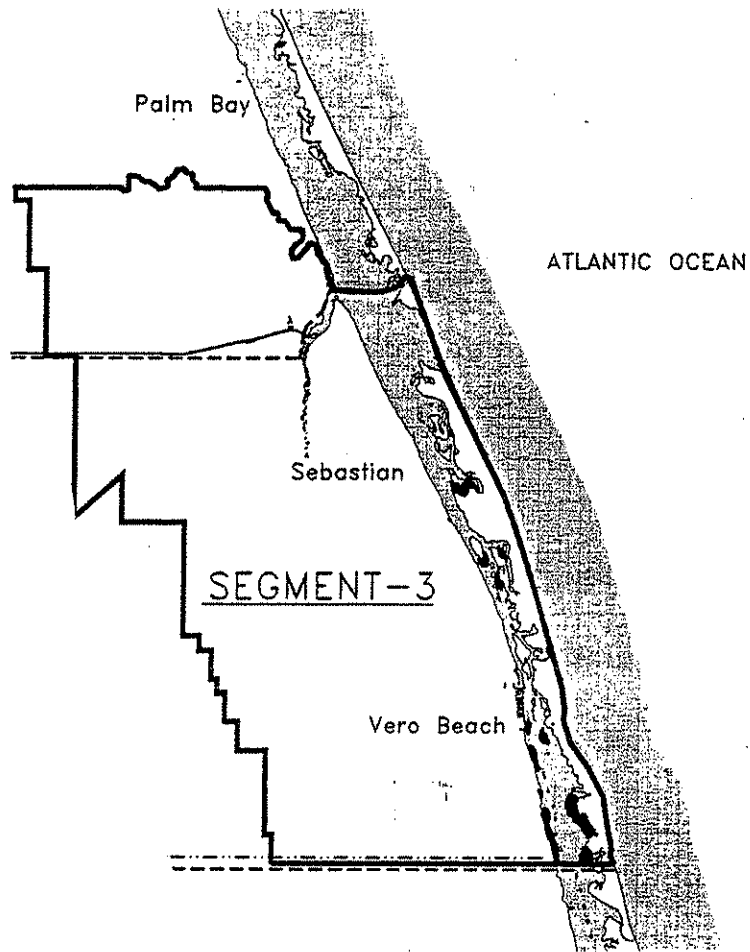 Palm Bay
ATLANTIC OCEAN
Sebastian
SEGMENT-3
Vero Beach